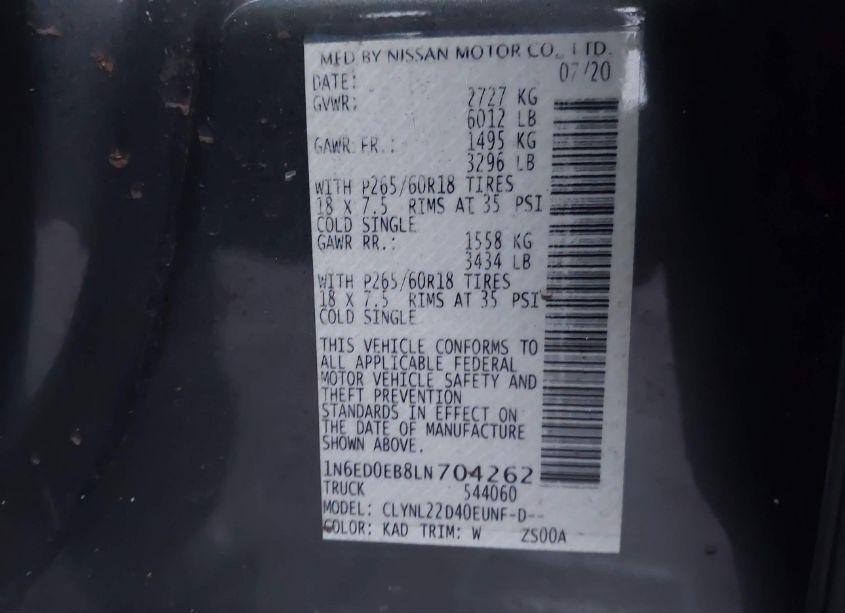 MFD BY NISSAN MOTOR CO., LTD.
DATE: 07/20
GVWR: 2727 KG
6012 LB
GAWR FR.: 1495 KG
3296 LB
WITH P265/60R18 TIRES
18 X 7.5 RIMS AT 35 PSI
COLD SINGLE
GAWR RR.: 1558 KG
3434 LB
WITH P265/60R18 TIRES
18 X 7.5 RIMS AT 35 PSI
COLD SINGLE
THIS VEHICLE CONFORMS TO
ALL APPLICABLE FEDERAL
MOTOR VEHICLE SAFETY AND
THEFT PREVENTION
STANDARDS IN EFFECT ON
THE DATE OF MANUFACTURE
SHOWN ABOVE.
1N6ED0EB8LN704262
TRUCK 544060
MODEL: CLYNL22D40EUNF-D--
COLOR: KAD TRIM: W ZS00A